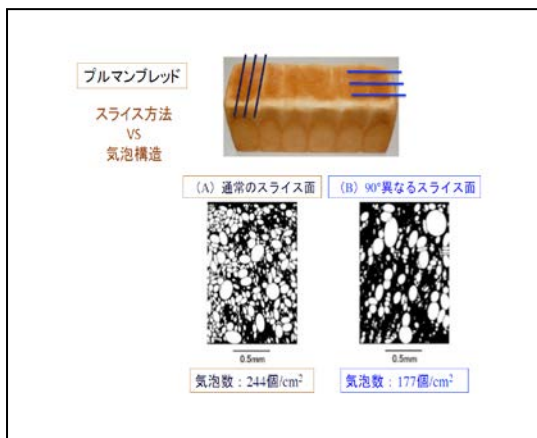 プルマンブレッド
スライス方法
VS
気泡構造
(A) 通常のスライス面
(B) 90°異なるスライス面
0.5mm
0.5mm
気泡数：244個/cm²
気泡数：177個/cm²